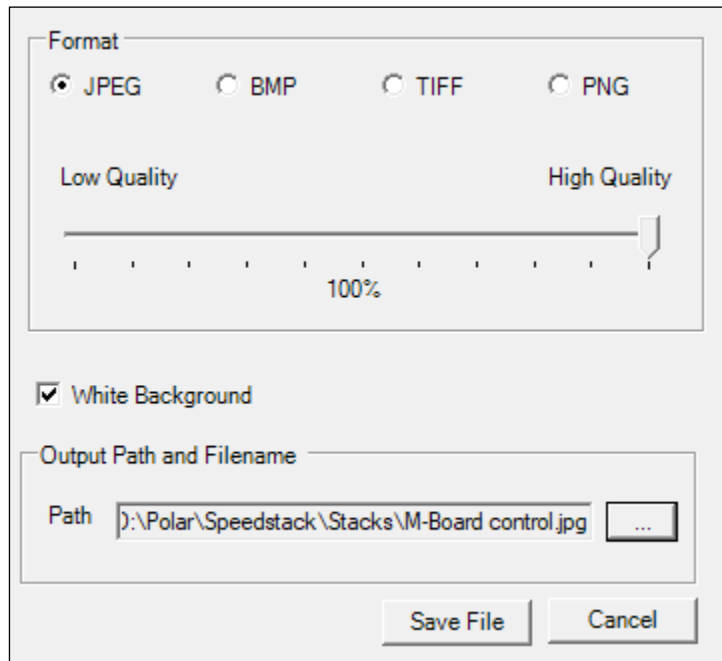 Format
JPEG BMP TIFF PNG
Low Quality High Quality
100%
White Background
Output Path and Filename
Path ):\Polar\Speedstack\Stacks\M-Board control.jpg ...
Save File Cancel